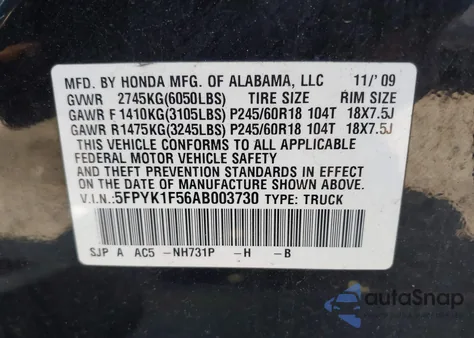 MFD. BY HONDA MFG. OF ALABAMA, LLC 11/'09
GVWR 2745KG(6050LBS) TIRE SIZE RIM SIZE
GAWR F1410KG(3105LBS) P245/60R18 104T 18X7.5J
GAWR R1475KG(3245LBS) P245/60R18 104T 18X7.5J
THIS VEHICLE CONFORMS TO ALL APPLICABLE
FEDERAL MOTOR VEHICLE SAFETY
AND THEFT PREVENTION STANDARDS IN EFFECT ON
THE DATE OF MANUFACTURE SHOWN ABOVE.
V.I.N.:5FPYK1F56AB003730 TYPE: TRUCK
SJP A AC5 -NH731P -H -B
autoSnap